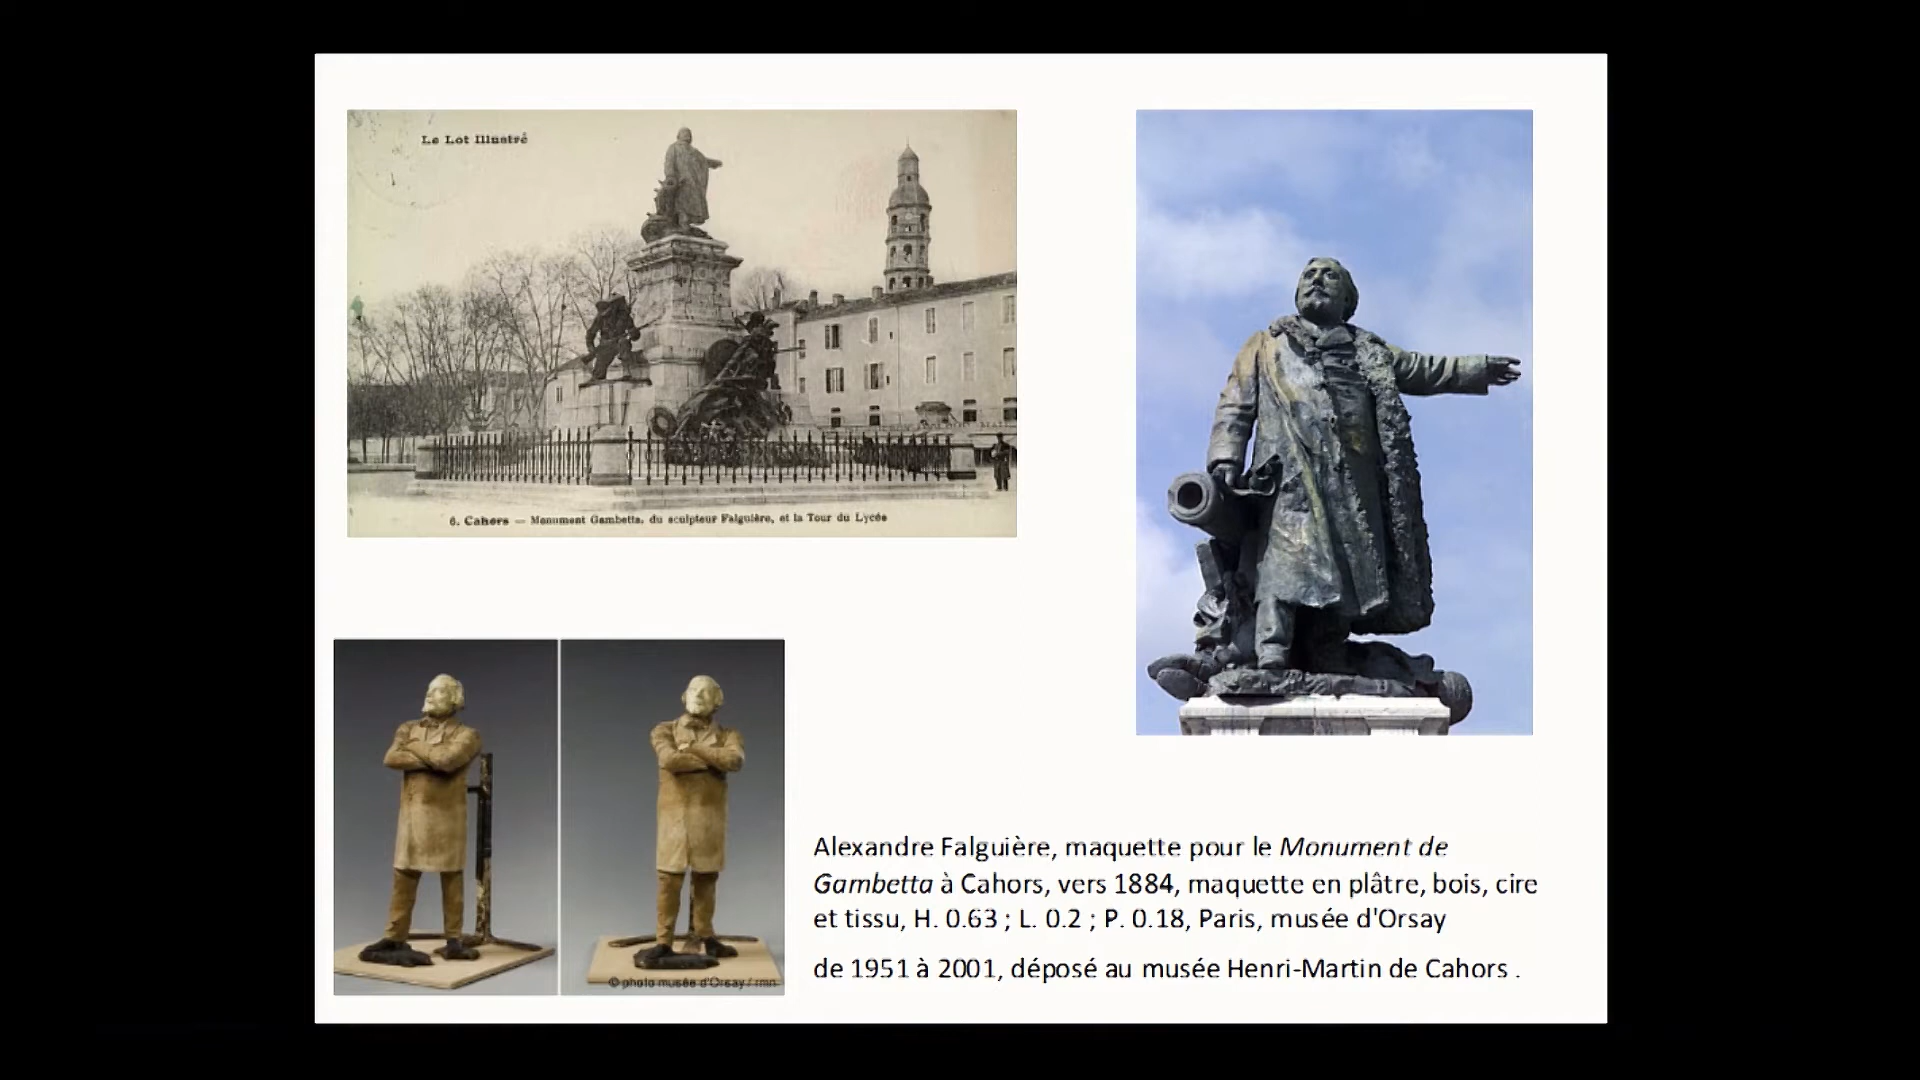 Le Lot Illustré
6. Cahors — Monument Gambetta, du sculpteur Falguière, et la Tour du Lycée
© photo musée d'Orsay / rmn
Alexandre Falguière, maquette pour le Monument de
Gambetta à Cahors, vers 1884, maquette en plâtre, bois, cire
et tissu, H. 0.63 ; L. 0.2 ; P. 0.18, Paris, musée d'Orsay
de 1951 à 2001, déposé au musée Henri-Martin de Cahors .